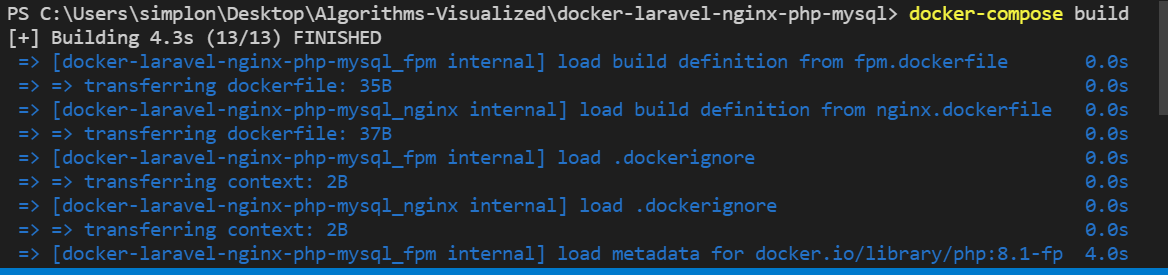 PS C:\Users\simplon\Desktop\Algorithms-Visualized\docker-laravel-nginx-php-mysql> docker-compose build
[+] Building 4.3s (13/13) FINISHED
=> [docker-laravel-nginx-php-mysql_fpm internal] load build definition from fpm.dockerfile 0.0s
=> => transferring dockerfile: 35B 0.0s
=> [docker-laravel-nginx-php-mysql_nginx internal] load build definition from nginx.dockerfile 0.0s
=> => transferring dockerfile: 37B 0.0s
=> [docker-laravel-nginx-php-mysql_fpm internal] load .dockerignore 0.0s
=> => transferring context: 2B 0.0s
=> [docker-laravel-nginx-php-mysql_nginx internal] load .dockerignore 0.0s
=> => transferring context: 2B 0.0s
=> [docker-laravel-nginx-php-mysql_fpm internal] load metadata for docker.io/library/php:8.1-fp 4.0s